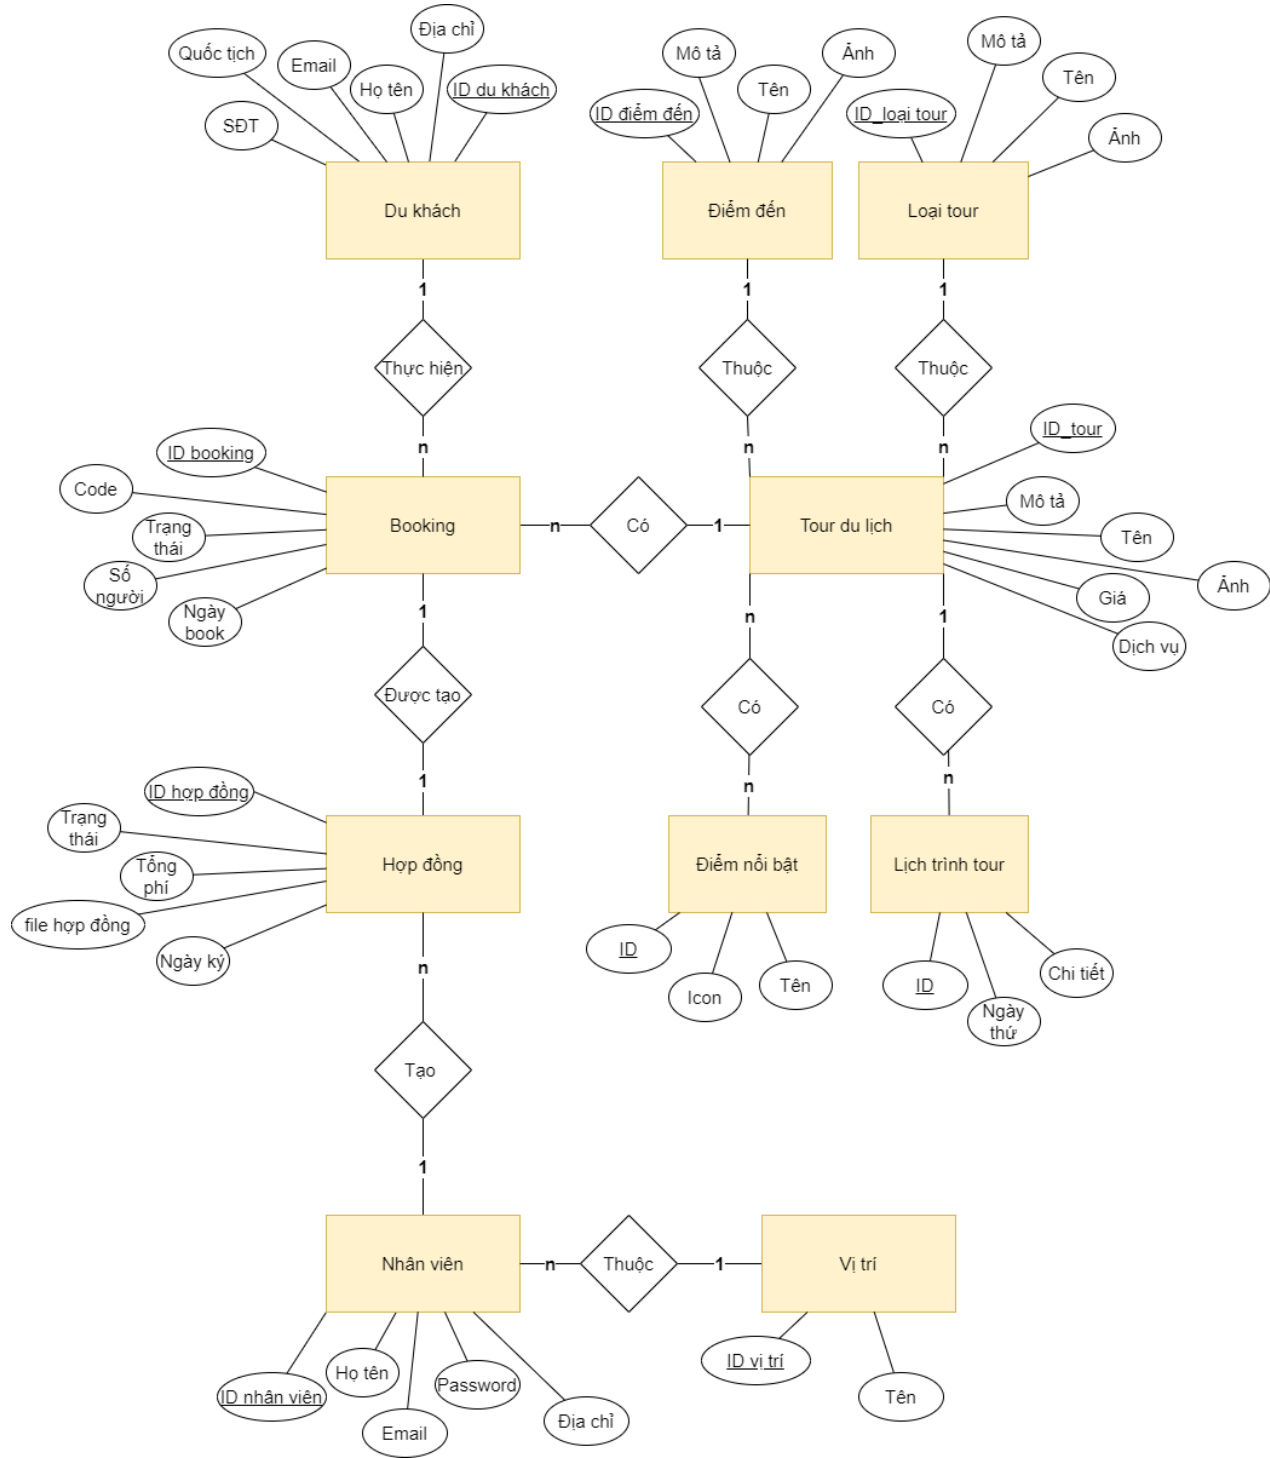 Địa chỉ
Quốc tịch
Email
Họ tên
ID du khách
SĐT
Mô tả
Ảnh
Tên
ID điểm đến
Mô tả
Tên
ID_loại tour
Ảnh
Du khách
Điểm đến
Loại tour
1
1
1
Thực hiện
Thuộc
Thuộc
n
n
n
ID_tour
ID booking
Code
Mô tả
Trạng
thái
Booking
n
Có
1
Tour du lịch
Tên
Số
người
Ảnh
Giá
Ngày
book
Dịch vụ
1
n
1
Được tạo
Có
Có
1
n
n
ID hợp đồng
Trạng
thái
Tổng
phí
file hợp đồng
Ngày ký
Hợp đồng
Điểm nổi bật
Lịch trình tour
ID
Icon
Tên
ID
Ngày
thứ
Chi tiết
n
Tạo
1
Nhân viên
n
Thuộc
1
Vị trí
ID nhân viên
Họ tên
Email
Password
Địa chỉ
ID vị trí
Tên